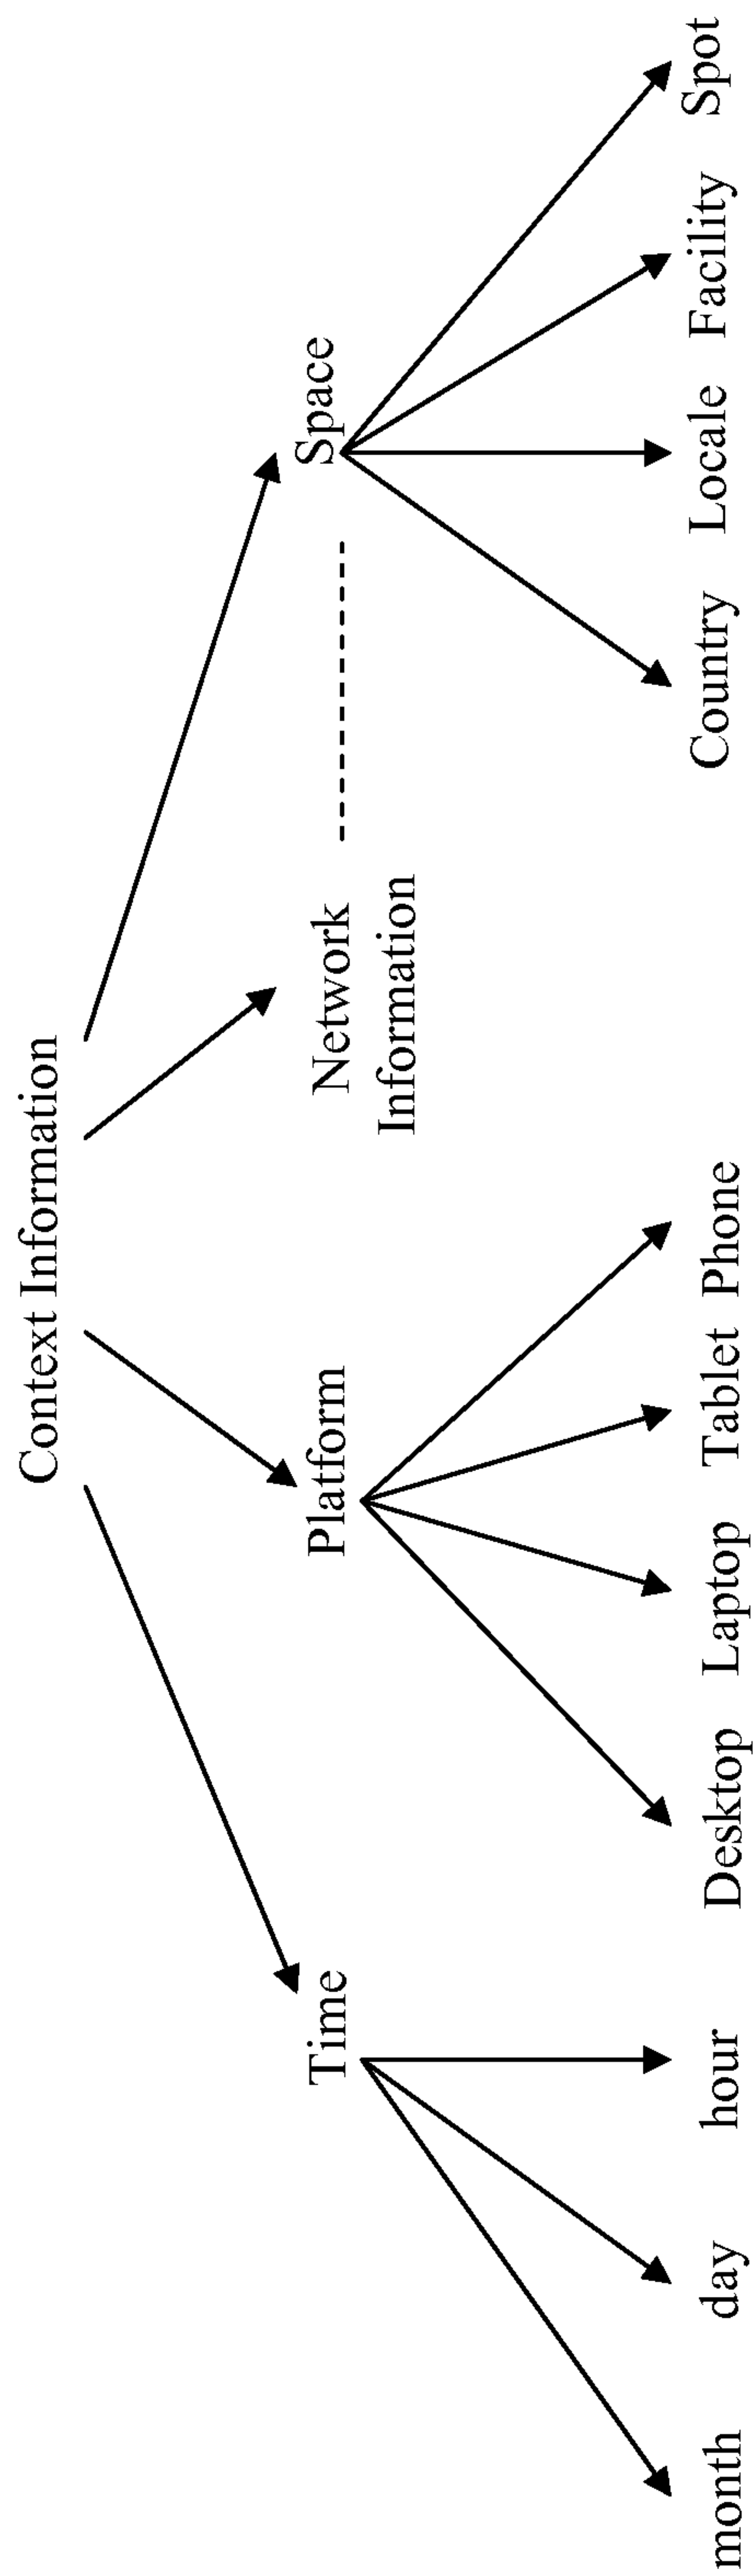 Context Information
Time
Platform
Network
Information
Space
month
day
hour
Desktop
Laptop
Tablet
Phone
Country
Locale
Facility
Spot